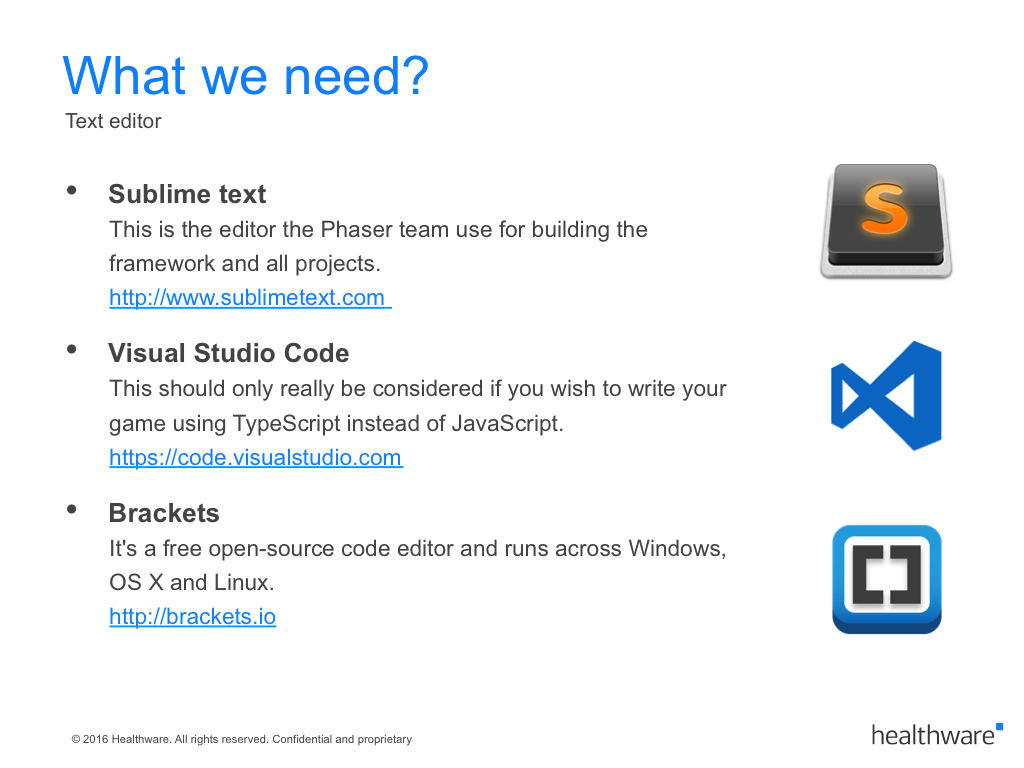 What we need?
Text editor
• Sublime text
This is the editor the Phaser team use for building the
framework and all projects.
http://www.sublimetext.com
• Visual Studio Code
This should only really be considered if you wish to write your
game using TypeScript instead of JavaScript.
https://code.visualstudio.com
• Brackets
It's a free open-source code editor and runs across Windows,
OS X and Linux.
http://brackets.io
© 2016 Healthware. All rights reserved. Confidential and proprietary
healthware